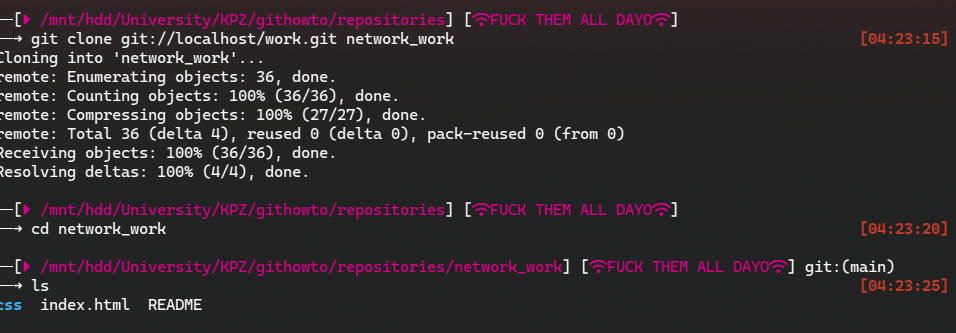 ─[ /mnt/hdd/University/KPZ/githowto/repositories] [FUCK THEM ALL DAYO]
─→ git clone git://localhost/work.git network_work [04:23:15]
Cloning into 'network_work'...
remote: Enumerating objects: 36, done.
remote: Counting objects: 100% (36/36), done.
remote: Compressing objects: 100% (27/27), done.
remote: Total 36 (delta 4), reused 0 (delta 0), pack-reused 0 (from 0)
Receiving objects: 100% (36/36), done.
Resolving deltas: 100% (4/4), done.
─[ /mnt/hdd/University/KPZ/githowto/repositories] [FUCK THEM ALL DAYO]
─→ cd network_work [04:23:20]
─[ /mnt/hdd/University/KPZ/githowto/repositories/network_work] [FUCK THEM ALL DAYO] git:(main)
─→ ls [04:23:25]
css index.html README